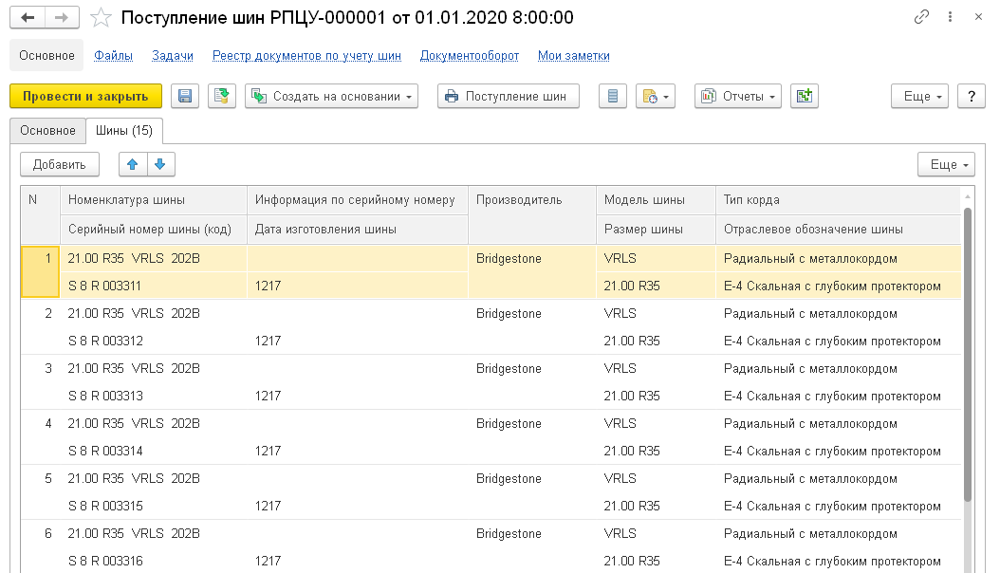 Поступление шин РПЦУ-000001 от 01.01.2020 8:00:00
Основное Файлы Задачи Реестр документов по учету шин Документооборот Мои заметки
Провести и закрыть Создать на основании Поступление шин Отчеты Еще ?
Основное Шины (15)
Добавить Еще
N Номенклатура шины Информация по серийному номеру Производитель Модель шины Тип корда
Серийный номер шины (код) Дата изготовления шины Размер шины Отраслевое обозначение шины
1 21.00 R35 VRLS 202B Bridgestone VRLS Радиальный с металлокордом
S 8 R 003311 1217 21.00 R35 E-4 Скальная с глубоким протектором
2 21.00 R35 VRLS 202B Bridgestone VRLS Радиальный с металлокордом
S 8 R 003312 1217 21.00 R35 E-4 Скальная с глубоким протектором
3 21.00 R35 VRLS 202B Bridgestone VRLS Радиальный с металлокордом
S 8 R 003313 1217 21.00 R35 E-4 Скальная с глубоким протектором
4 21.00 R35 VRLS 202B Bridgestone VRLS Радиальный с металлокордом
S 8 R 003314 1217 21.00 R35 E-4 Скальная с глубоким протектором
5 21.00 R35 VRLS 202B Bridgestone VRLS Радиальный с металлокордом
S 8 R 003315 1217 21.00 R35 E-4 Скальная с глубоким протектором
6 21.00 R35 VRLS 202B Bridgestone VRLS Радиальный с металлокордом
S 8 R 003316 1217 21.00 R35 E-4 Скальная с глубоким протектором